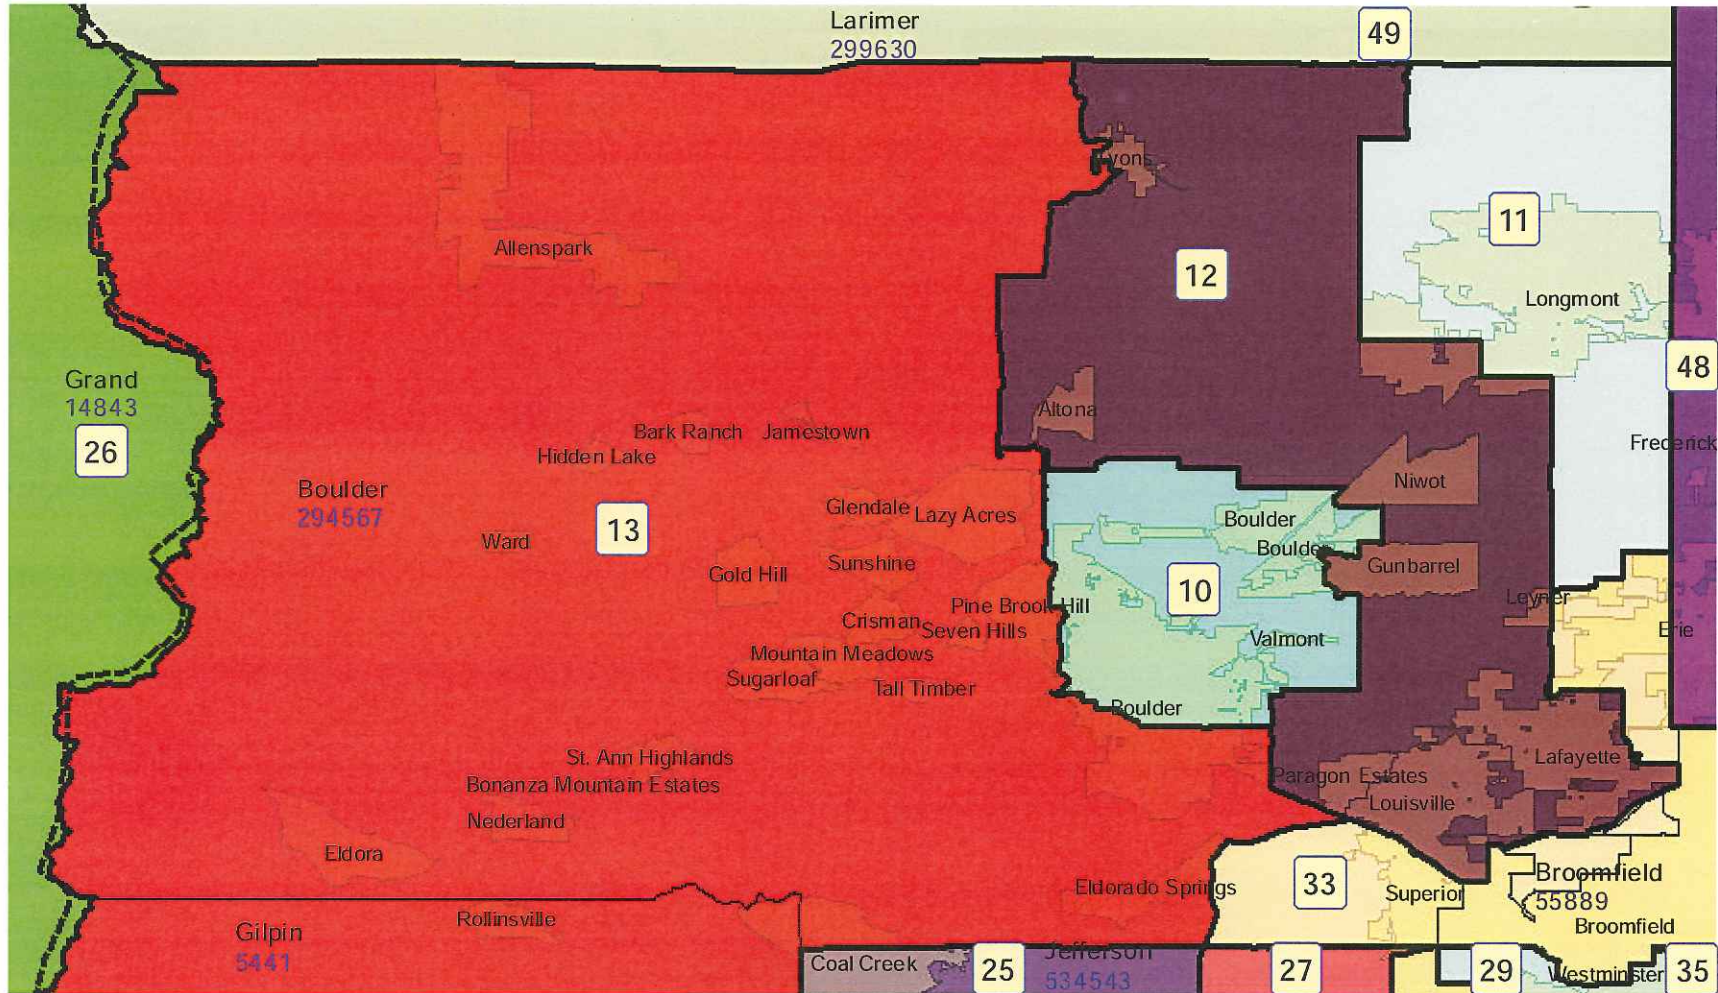 Larimer
299630
49
Lyons
11
Allenspark
12
Longmont
48
Grand
14843
26
Altona
Bark Ranch
Jamestown
Frederick
Hidden Lake
Niwot
Boulder
294567
13
Glendale
Lazy Acres
Boulder
Ward
Boulder
Sunshine
Gunbarrel
Gold Hill
10
Leyner
Pine Brook Hill
Crisman
Seven Hills
Erie
Valmont
Mountain Meadows
Sugarloaf
Tall Timber
Boulder
St. Ann Highlands
Lafayette
Bonanza Mountain Estates
Paragon Estates
Louisville
Nederland
Eldora
33
Broomfield
55889
Eldorado Springs
Superior
Rollinsville
Broomfield
Gilpin
5441
Jefferson
534543
Coal Creek
25
27
29
Westminster
35